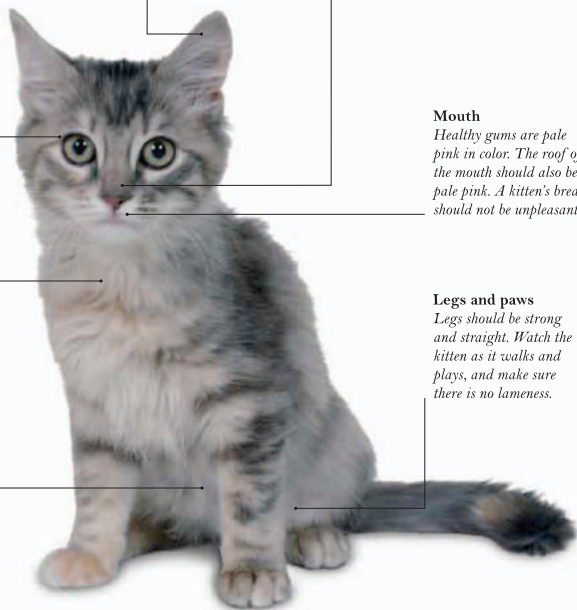 Mouth
Healthy gums are pale
pink in color. The roof of
the mouth should also be
pale pink. A kitten's
should not be unpleasant
Legs and paws
Legs should be strong
and straight. Watch the
kitten as it walks and
plays, and make sure
there is no lameness.